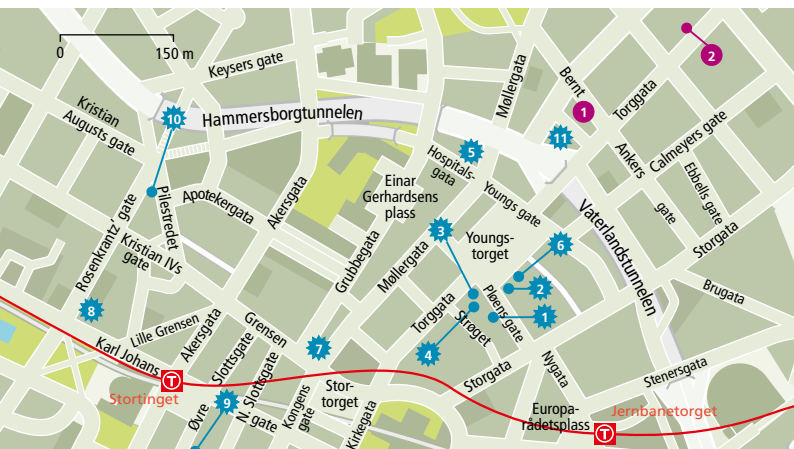 0
150 m
Keysers gate
Kristian
Augusts gate
10
Hammersborgtunnelen
Møllergata
Bernt
1
2
Torggata
11
5
Hospitals-
gata
Ankers
gate
Calmeyers gate
Ebbells gate
Einar
Gerhardsens
plass
Akersgata
Apotekergata
Pilestredet
Rosenkrantz' gate
Kristian IVs
gate
Youngs gate
3
Youngs-
torget
6
2
1
Vaterlandstunnelen
Storgata
Brugata
Grubbegata
Møllergata
Torggata
Strøget
Pløens gate
4
8
Lille Grensen
Akersgata
Grensen
7
Karl Johans
Slottsgate
N. Slottsgate
Storgata
Nygata
Stenersgata
T
Stortinget
9
Øvre
gate
Kongens
gate
Stor-
torget
Kirkegata
Europa-
rådetsplass
T
Jernbanetorget